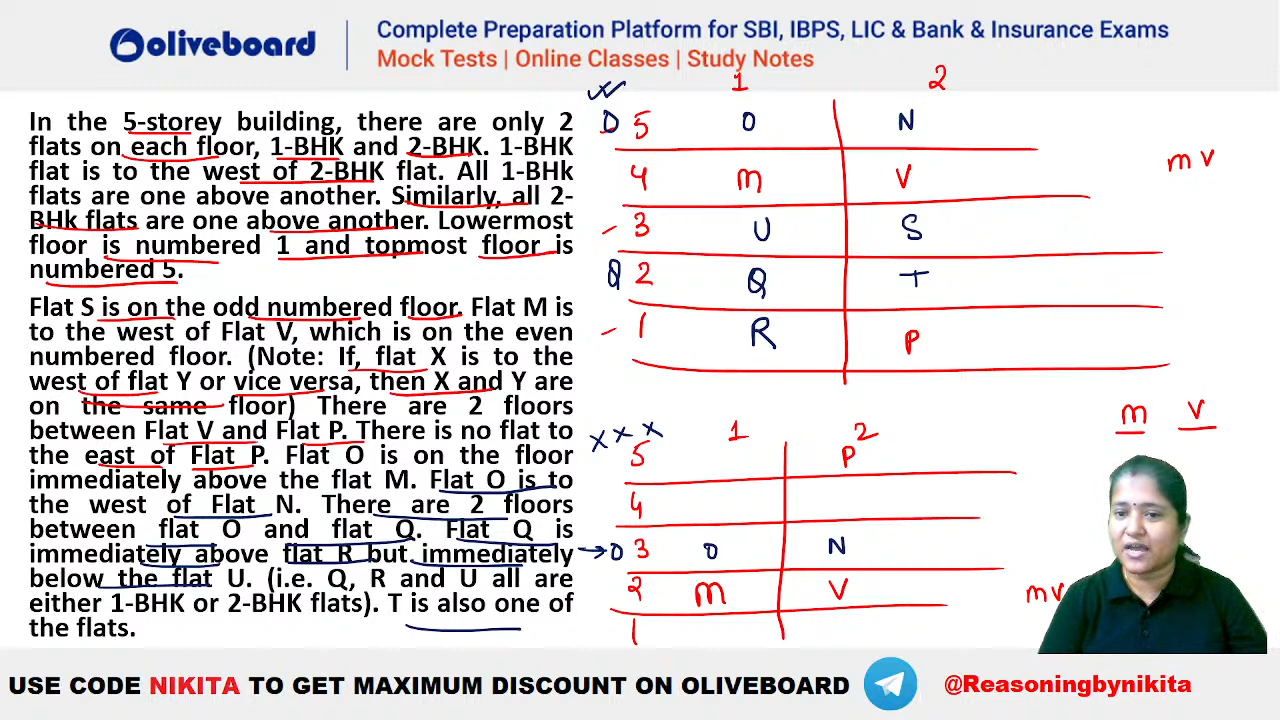 oliveboard
Complete Preparation Platform for SBI, IBPS, LIC & Bank & Insurance Exams
Mock Tests | Online Classes | Study Notes
In the 5-storey building, there are only 2
flats on each floor, 1-BHK and 2-BHK. 1-BHK
flat is to the west of 2-BHK flat. All 1-BHk
flats are one above another. Similarly, all 2-
BHk flats are one above another. Lowermost
floor is numbered 1 and topmost floor is
numbered 5.
Flat S is on the odd numbered floor. Flat M is
to the west of Flat V, which is on the even
numbered floor. (Note: If, flat X is to the
west of flat Y or vice versa, then X and Y are
on the same floor) There are 2 floors
between Flat V and Flat P. There is no flat to
the east of Flat P. Flat O is on the floor
immediately above the flat M. Flat O is to
the west of Flat N. There are 2 floors
between flat O and flat Q. Flat Q is
immediately above flat R but immediately
below the flat U. (i.e. Q, R and U all are
either 1-BHK or 2-BHK flats). T is also one of
the flats.
1 2
O 5 O N
4 M V
3 U S
Q 2 Q T
1 R P
m v
m v
x x x
1 2
5 P
4
O 3 O N
2 M V
1
mv
USE CODE NIKITA TO GET MAXIMUM DISCOUNT ON OLIVEBOARD
@Reasoningbynikita